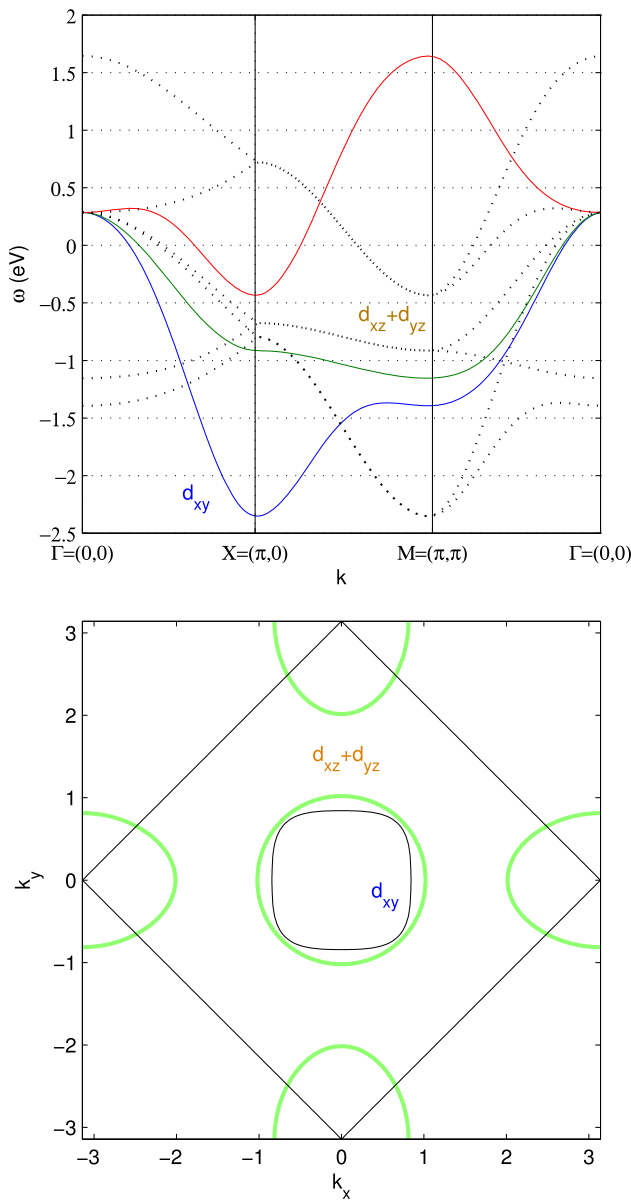 2
1.5
1
0.5
0
−0.5
−1
−1.5
−2
−2.5
ω (eV)
d_xz+d_yz
d_xy
Γ=(0,0) X=(π,0) M=(π,π) Γ=(0,0)
k
3
2
1
0
−1
−2
−3
k_y
d_xz+d_yz
d_xy
−3 −2 −1 0 1 2 3
k_x